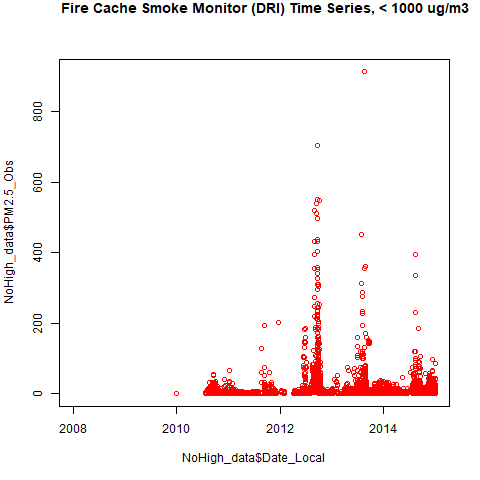 Fire Cache Smoke Monitor (DRI) Time Series, < 1000 ug/m3
800
600
400
200
0
NoHigh_data$PM2.5_Obs
2008 2010 2012 2014
NoHigh_data$Date_Local